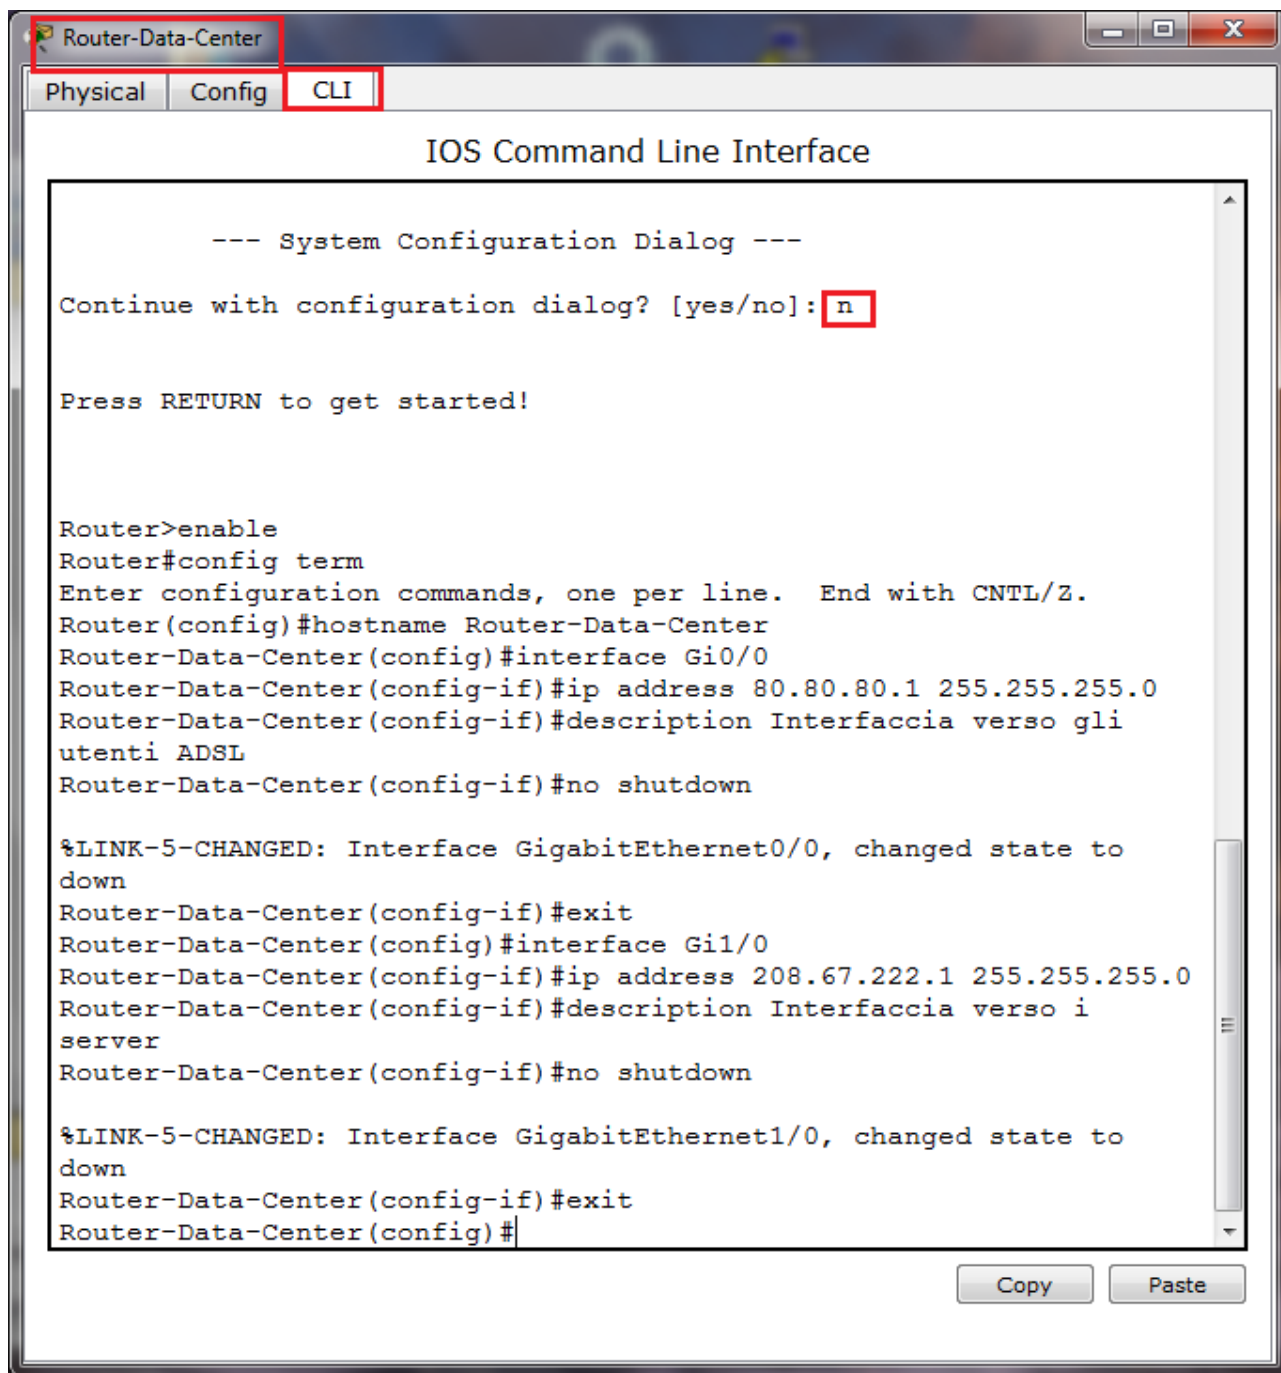 Router-Data-Center
Physical Config CLI
IOS Command Line Interface
--- System Configuration Dialog ---
Continue with configuration dialog? [yes/no]: n
Press RETURN to get started!
Router>enable
Router#config term
Enter configuration commands, one per line.  End with CNTL/Z.
Router(config)#hostname Router-Data-Center
Router-Data-Center(config)#interface Gi0/0
Router-Data-Center(config-if)#ip address 80.80.80.1 255.255.255.0
Router-Data-Center(config-if)#description Interfaccia verso gli
utenti ADSL
Router-Data-Center(config-if)#no shutdown
%LINK-5-CHANGED: Interface GigabitEthernet0/0, changed state to
down
Router-Data-Center(config-if)#exit
Router-Data-Center(config)#interface Gi1/0
Router-Data-Center(config-if)#ip address 208.67.222.1 255.255.255.0
Router-Data-Center(config-if)#description Interfaccia verso i
server
Router-Data-Center(config-if)#no shutdown
%LINK-5-CHANGED: Interface GigabitEthernet1/0, changed state to
down
Router-Data-Center(config-if)#exit
Router-Data-Center(config)#
Copy Paste